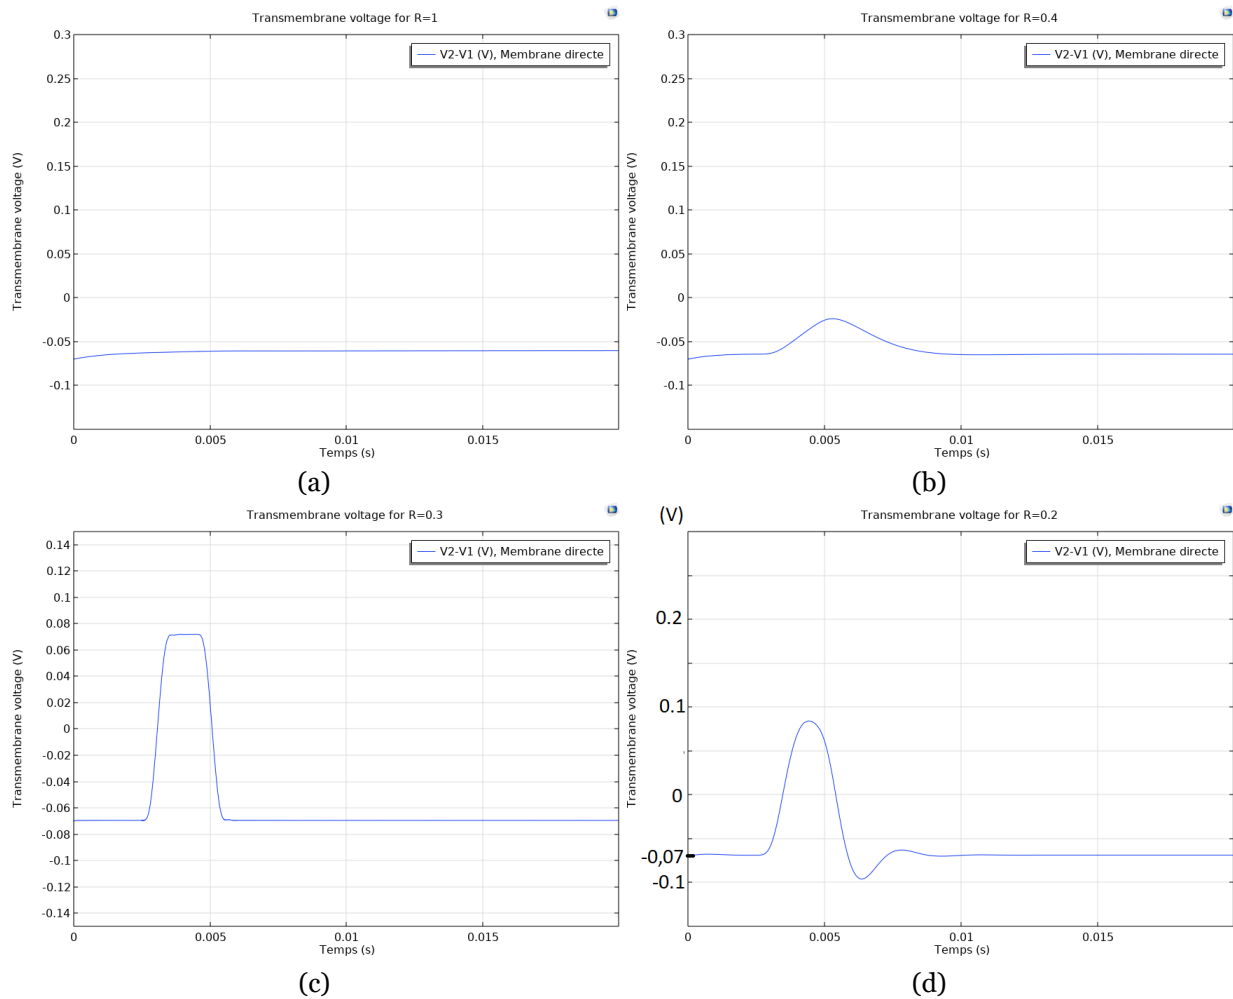 Transmembrane voltage for R=1
V2-V1 (V), Membrane directe
Transmembrane voltage (V)
0.3
0.25
0.2
0.15
0.1
0.05
0
-0.05
-0.1
0 0.005 0.01 0.015
Temps (s)
(a)
Transmembrane voltage for R=0.4
V2-V1 (V), Membrane directe
Transmembrane voltage (V)
0.3
0.25
0.2
0.15
0.1
0.05
0
-0.05
-0.1
0 0.005 0.01 0.015
Temps (s)
(b)
Transmembrane voltage for R=0.3
V2-V1 (V), Membrane directe
Transmembrane voltage (V)
0.14
0.12
0.1
0.08
0.06
0.04
0.02
0
-0.02
-0.04
-0.06
-0.08
-0.1
-0.12
-0.14
0 0.005 0.01 0.015
Temps (s)
(c)
(V)
Transmembrane voltage for R=0.2
V2-V1 (V), Membrane directe
Transmembrane voltage (V)
0.2
0.1
0
-0,07
-0.1
0 0.005 0.01 0.015
Temps (s)
(d)